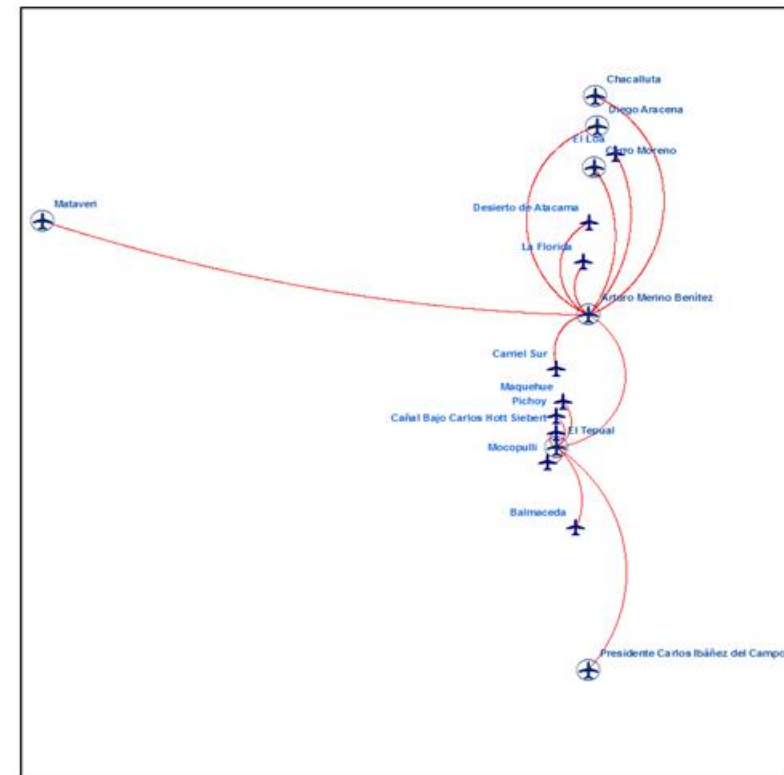 Chacalluta
Diego Aracena
El Loa
Cerro Moreno
Mataveri
Desierto de Atacama
La Florida
Arturo Merino Benítez
Carriel Sur
Maquehue
Pichoy
Cañal Bajo Carlos Hott Siebert
El Tepual
Mocopulli
Balmaceda
Presidente Carlos Ibáñez del Campo